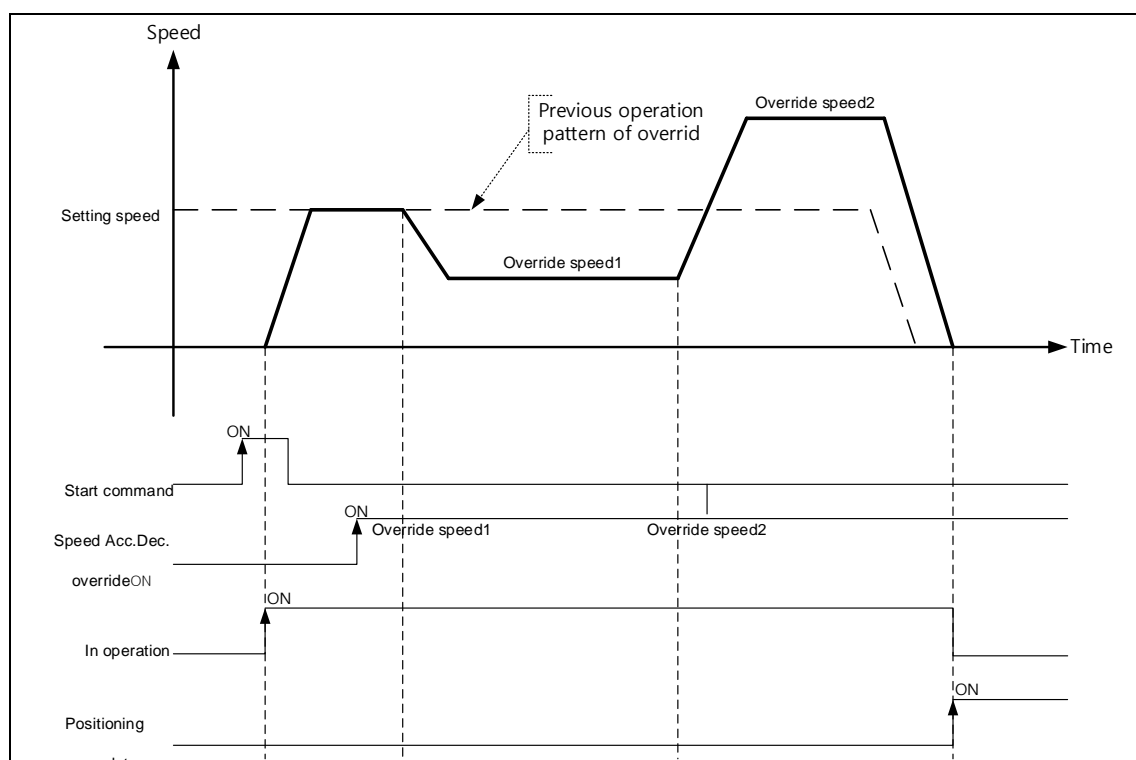 Speed
Override speed2
Previous operation
pattern of overrid
Setting speed
Override speed1
Time
ON
Start command
ON
Override speed1
Override speed2
Speed Acc.Dec.
overrideON
ON
In operation
ON
Positioning